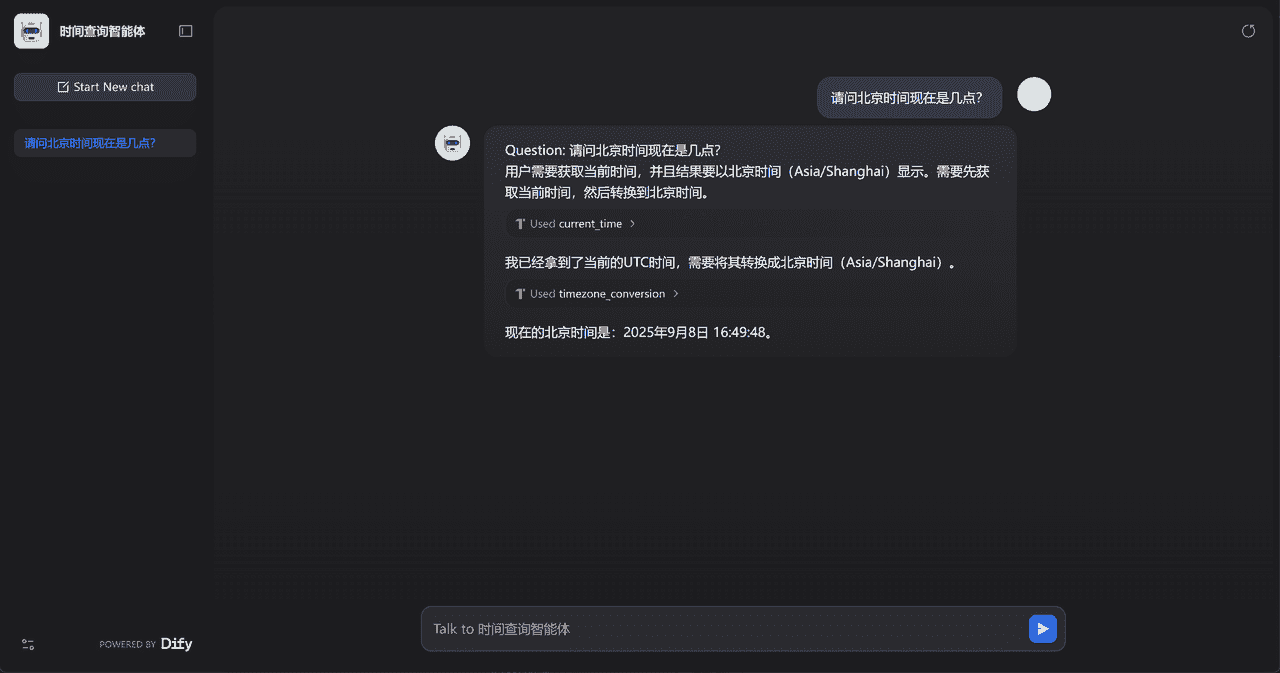 时间查询智能体
Start New chat
请问北京时间现在是几点?
请问北京时间现在是几点?
Question: 请问北京时间现在是几点?
用户需要获取当前时间，并且结果要以北京时间（Asia/Shanghai）显示。需要先获
取当前时间，然后转换到北京时间。
Used current_time
我已经拿到了当前的UTC时间，需要将其转换成北京时间（Asia/Shanghai）。
Used timezone_conversion
现在的北京时间是：2025年9月8日 16:49:48。
Talk to 时间查询智能体
POWERED BY Dify